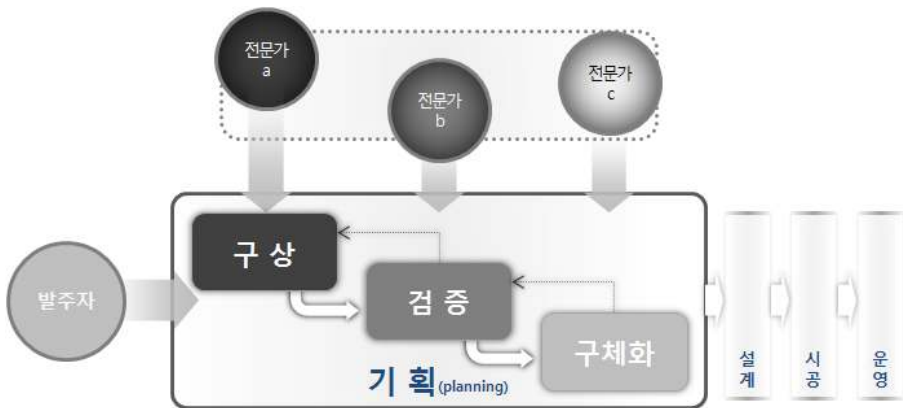 전문가
a
전문가
b
전문가
c
발주자
구 상
검 증
구체화
기 획(planning)
설
계
시
공
운
영